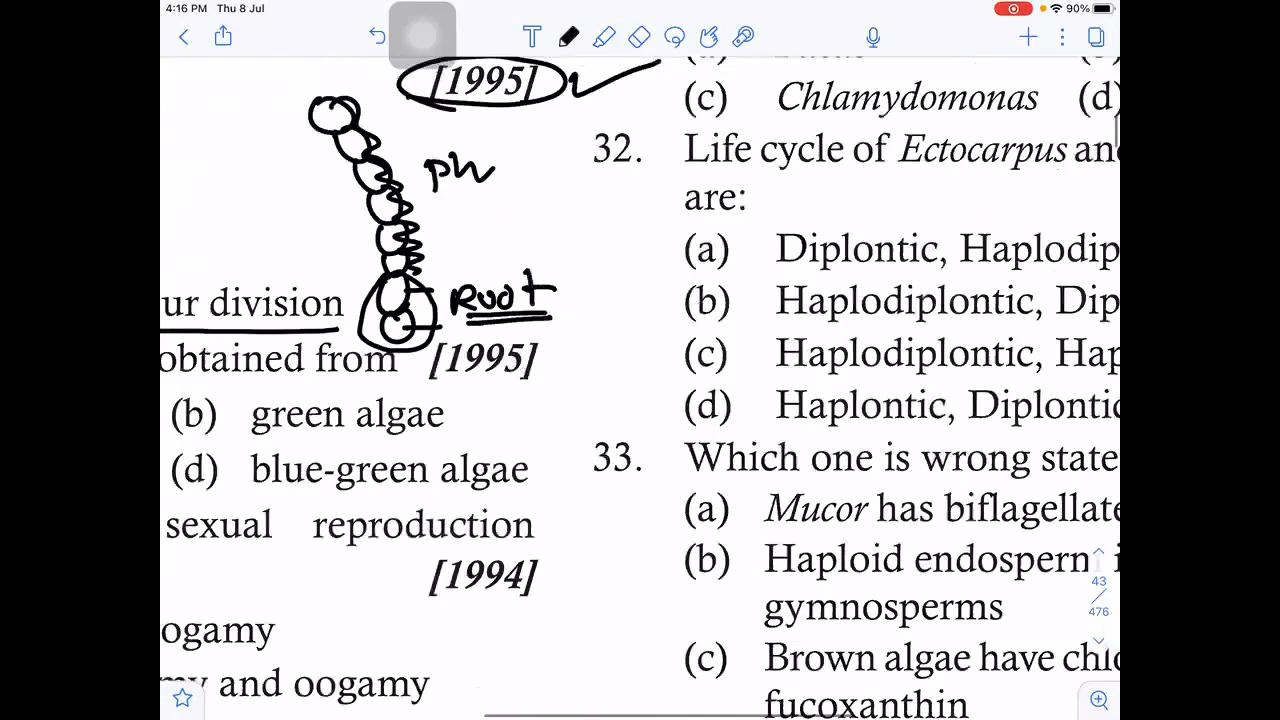 4:16 PM Thu 8 Jul
90%
T
[1995]
ph
Root
ur division
obtained from [1995]
(b) green algae
(d) blue-green algae
sexual reproduction
[1994]
ogamy
and oogamy
(c) Chlamydomonas (d)
32. Life cycle of Ectocarpus an
are:
(a) Diplontic, Haplodip
(b) Haplodiplontic, Dip
(c) Haplodiplontic, Hap
(d) Haplontic, Diplontic
33. Which one is wrong state
(a) Mucor has biflagellate
(b) Haploid endosperm i
gymnosperms
(c) Brown algae have chlo
fucoxanthin
43
476